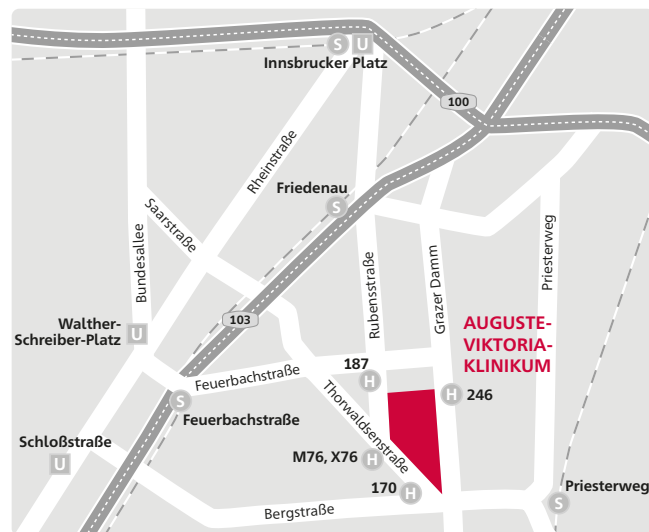 S
U
Innsbrucker Platz
100
Rheinstraße
Friedenau
S
Saarstraße
Bundesallee
Priesterweg
Rubensstraße
Grazer Damm
103
Walther-
Schreiber-Platz
U
AUGUSTE-
VIKTORIA-
KLINIKUM
187
H
Feuerbachstraße
H
246
S
Feuerbachstraße
Thorwaldsenstraße
Schloßstraße
U
M76, X76
H
170
H
Bergstraße
Priesterweg
S